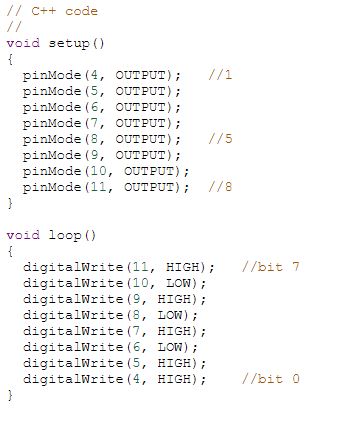 // C++ code
//
void setup()
{
  pinMode(4, OUTPUT);   //1
  pinMode(5, OUTPUT);
  pinMode(6, OUTPUT);
  pinMode(7, OUTPUT);
  pinMode(8, OUTPUT);   //5
  pinMode(9, OUTPUT);
  pinMode(10, OUTPUT);
  pinMode(11, OUTPUT);  //8
}

void loop()
{
  digitalWrite(11, HIGH);   //bit 7
  digitalWrite(10, LOW);
  digitalWrite(9, HIGH);
  digitalWrite(8, LOW);
  digitalWrite(7, HIGH);
  digitalWrite(6, LOW);
  digitalWrite(5, HIGH);
  digitalWrite(4, HIGH);    //bit 0
}